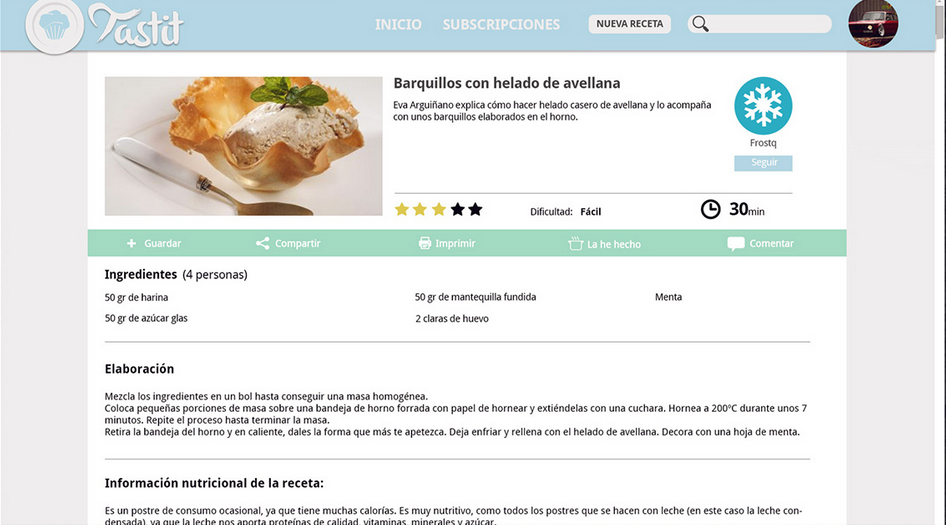 Tastit
INICIO SUBSCRIPCIONES NUEVA RECETA
Barquillos con helado de avellana
Eva Arguiñano explica cómo hacer helado casero de avellana y lo acompaña
con unos barquillos elaborados en el horno.
Frostq
Seguir
Dificultad: Fácil
30min
Guardar Compartir Imprimir La he hecho Comentar
Ingredientes (4 personas)
50 gr de harina 50 gr de mantequilla fundida Menta
50 gr de azúcar glas 2 claras de huevo
Elaboración
Mezcla los ingredientes en un bol hasta conseguir una masa homogénea.
Coloca pequeñas porciones de masa sobre una bandeja de horno forrada con papel de hornear y extiéndelas con una cuchara. Hornea a 200ºC durante unos 7
minutos. Repite el proceso hasta terminar la masa.
Retira la bandeja del horno y en caliente, dales la forma que más te apetezca. Deja enfriar y rellena con el helado de avellana. Decora con una hoja de menta.
Información nutricional de la receta:
Es un postre de consumo ocasional, ya que tiene muchas calorías. Es muy nutritivo, como todos los postres que se hacen con leche (en este caso la leche con-
densada), ya que la leche nos aporta proteínas de calidad, vitaminas, minerales y azúcar.